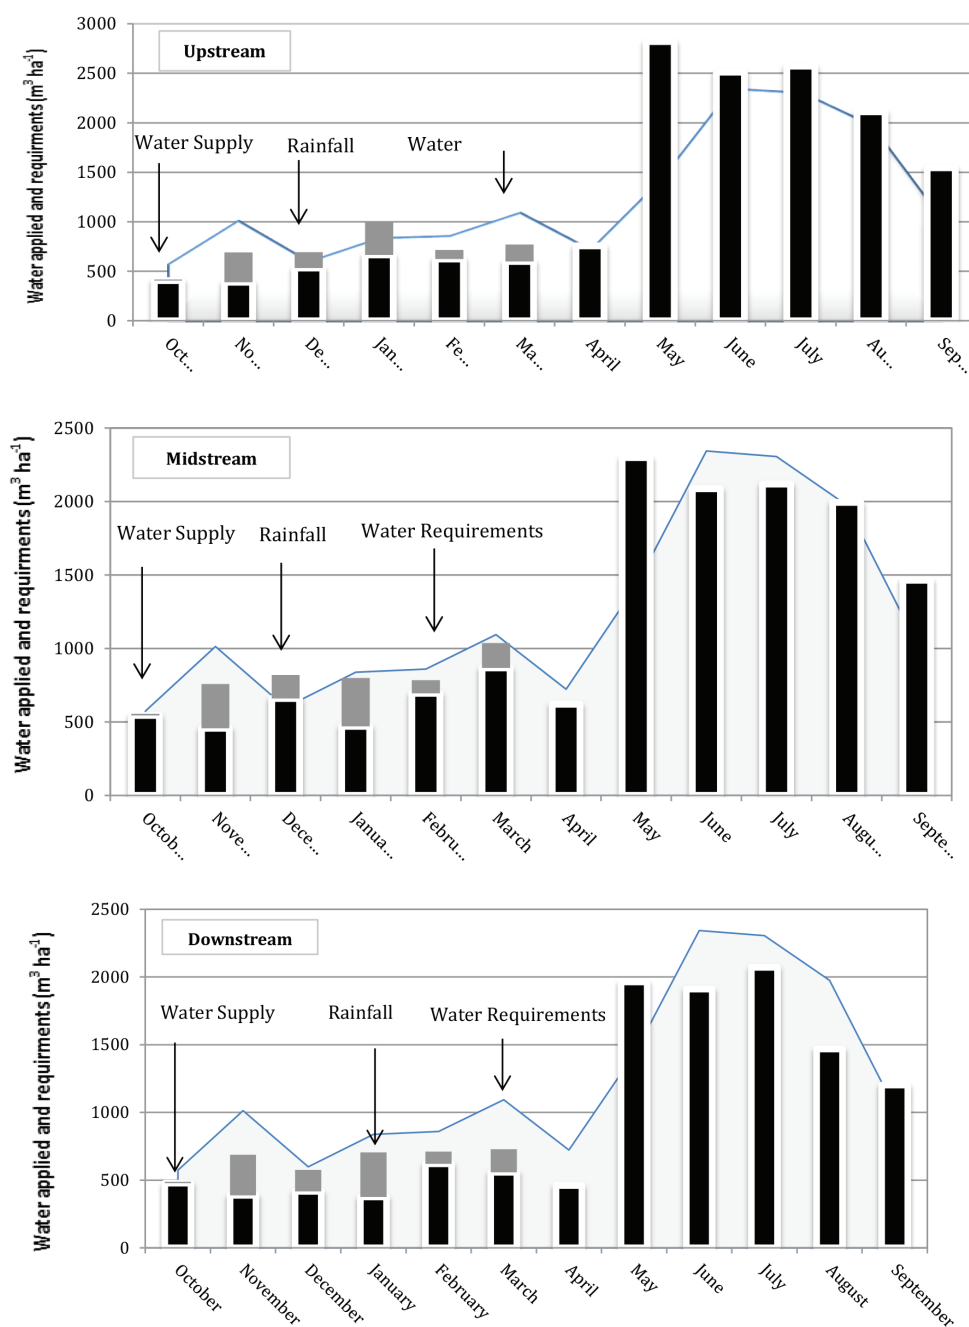 Upstream
Water applied and requirments (m³ ha⁻¹)
3000
2500
2000
1500
1000
500
0
Water Supply
Rainfall
Water
Oct...
No...
De...
Jan...
Fe...
Ma...
April
May
June
July
Au...
Sep...
Midstream
Water applied and requirments (m³ ha⁻¹)
2500
2000
1500
1000
500
0
Water Supply
Rainfall
Water Requirements
Octob...
Nove...
Dece...
Janua...
Febru...
March
April
May
June
July
Augu...
Septe...
Downstream
Water applied and requirments (m³ ha⁻¹)
2500
2000
1500
1000
500
0
Water Supply
Rainfall
Water Requirements
October
November
December
January
February
March
April
May
June
July
August
September